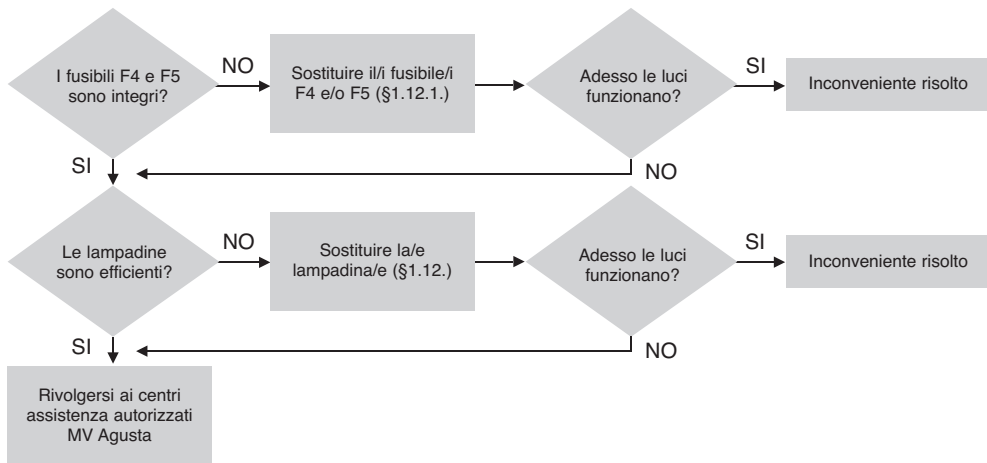 I fusibili F4 e F5
sono integri?
NO
Sostituire il/i fusibile/i
F4 e/o F5 (§1.12.1.)
Adesso le luci
funzionano?
SI
Inconveniente risolto
SI
NO
Le lampadine
sono efficienti?
NO
Sostituire la/e
lampadina/e (§1.12.)
Adesso le luci
funzionano?
SI
Inconveniente risolto
SI
NO
Rivolgersi ai centri
assistenza autorizzati
MV Agusta